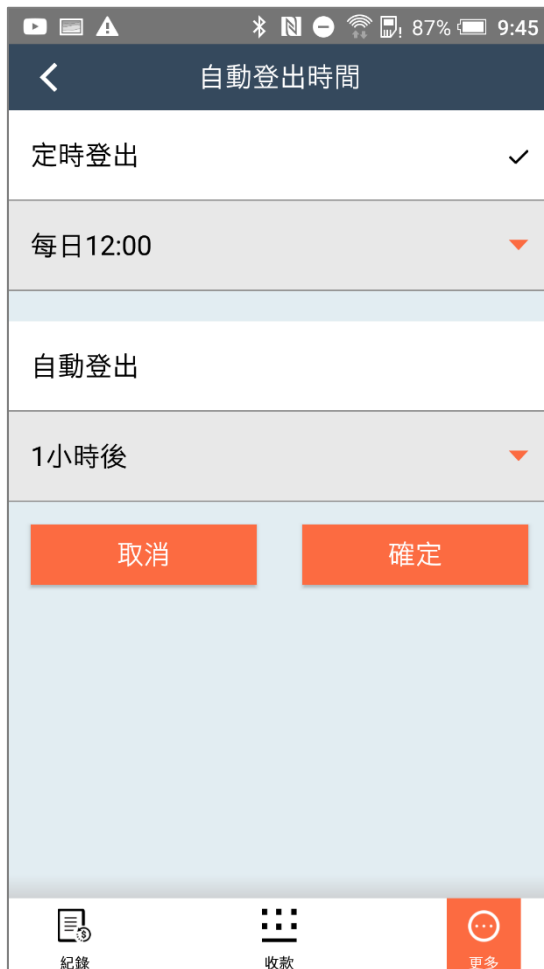 87% 9:45
自動登出時間
定時登出
每日12:00
自動登出
1小時後
取消 確定
紀錄 收款 更多